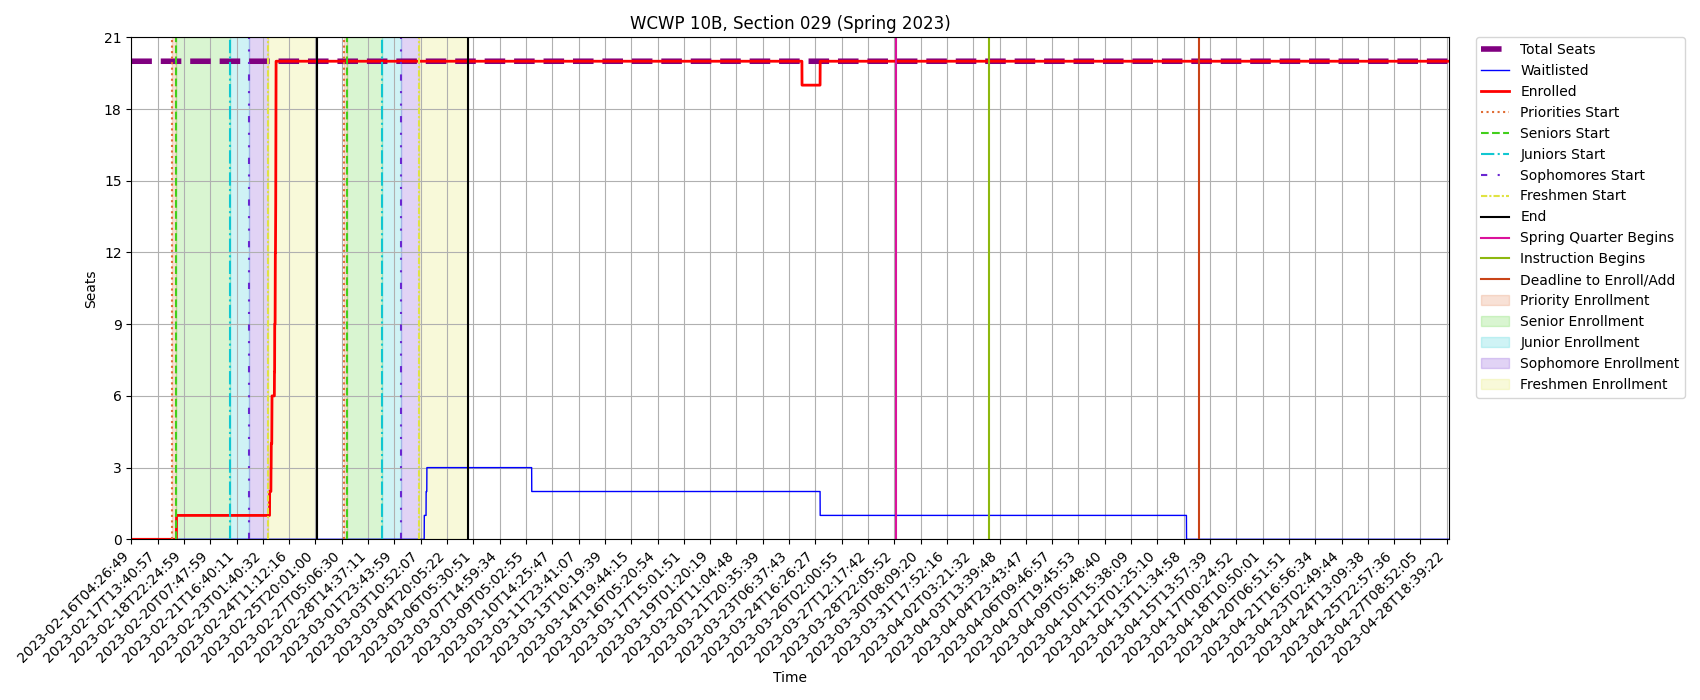 WCWP 10B, Section 029 (Spring 2023)
21
18
15
12
9
6
3
0
Seats
2023-02-16T04:26:49
2023-02-17T13:40:57
2023-02-18T22:24:59
2023-02-20T07:47:59
2023-02-21T16:40:11
2023-02-23T01:40:32
2023-02-24T11:12:16
2023-02-25T20:01:00
2023-02-27T05:06:30
2023-02-28T14:37:11
2023-03-01T23:43:59
2023-03-03T10:52:07
2023-03-04T20:05:22
2023-03-06T05:30:51
2023-03-07T14:59:34
2023-03-09T05:02:55
2023-03-10T14:25:47
2023-03-11T23:41:07
2023-03-13T10:19:39
2023-03-14T19:44:15
2023-03-16T05:20:54
2023-03-17T15:01:51
2023-03-19T01:20:19
2023-03-20T11:04:48
2023-03-21T20:35:39
2023-03-23T06:37:43
2023-03-24T16:26:27
2023-03-26T02:00:55
2023-03-27T12:17:42
2023-03-28T22:05:52
2023-03-30T08:09:20
2023-03-31T17:52:16
2023-04-02T03:21:32
2023-04-03T13:39:48
2023-04-04T23:43:47
2023-04-06T09:46:57
2023-04-07T19:45:53
2023-04-09T05:48:40
2023-04-10T15:38:09
2023-04-12T01:25:10
2023-04-13T11:34:58
2023-04-15T13:57:39
2023-04-17T00:24:52
2023-04-18T10:50:01
2023-04-20T06:51:51
2023-04-21T16:56:34
2023-04-23T02:49:44
2023-04-24T13:09:38
2023-04-25T22:57:36
2023-04-27T08:52:05
2023-04-28T18:39:22
Time
Total Seats
Waitlisted
Enrolled
Priorities Start
Seniors Start
Juniors Start
Sophomores Start
Freshmen Start
End
Spring Quarter Begins
Instruction Begins
Deadline to Enroll/Add
Priority Enrollment
Senior Enrollment
Junior Enrollment
Sophomore Enrollment
Freshmen Enrollment